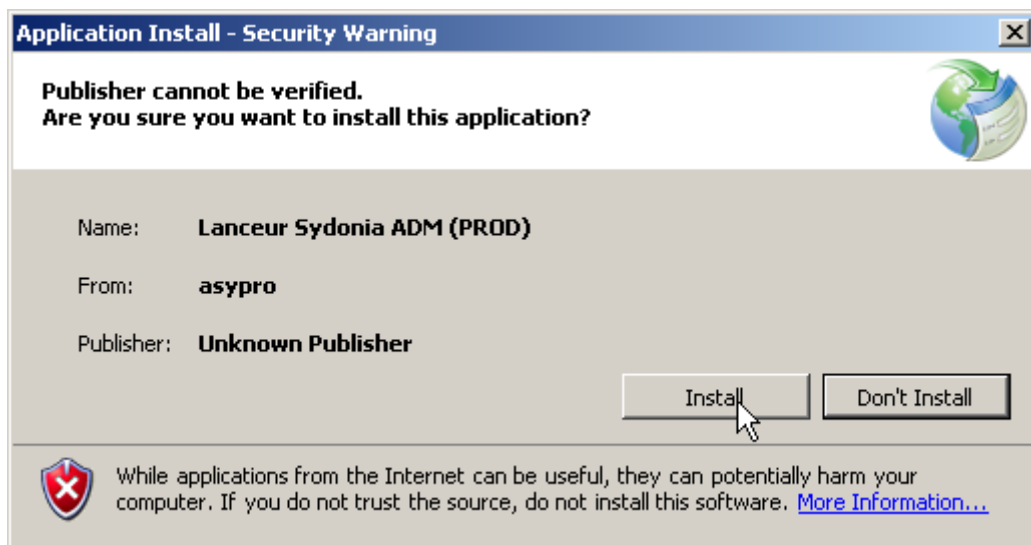 Application Install - Security Warning
Publisher cannot be verified.
Are you sure you want to install this application?
Name: Lanceur Sydonia ADM (PROD)
From: asypro
Publisher: Unknown Publisher
Install Don't Install
While applications from the Internet can be useful, they can potentially harm your
computer. If you do not trust the source, do not install this software. More Information...